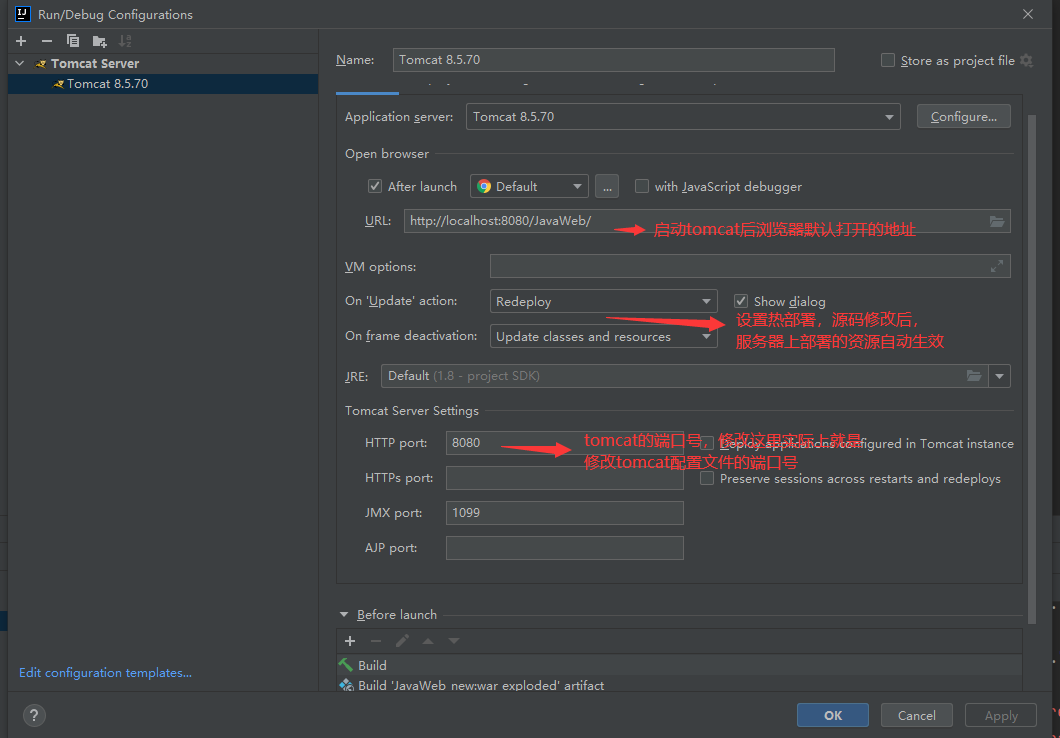 Run/Debug Configurations
Tomcat Server
Tomcat 8.5.70
Name:
Tomcat 8.5.70
Store as project file
Application server:
Tomcat 8.5.70
Configure...
Open browser
After launch
Default
...
with JavaScript debugger
URL:
http://localhost:8080/JavaWeb/
启动tomcat后浏览器默认打开的地址
VM options:
On 'Update' action:
Redeploy
Show dialog
设置热部署，源码修改后，
服务器上部署的资源自动生效
On frame deactivation:
Update classes and resources
JRE:
Default (1.8 - project SDK)
Tomcat Server Settings
HTTP port:
8080
tomcat的端口号，修改这里实际上就是
修改tomcat配置文件的端口号
Deploy applications configured in Tomcat instance
HTTPs port:
Preserve sessions across restarts and redeploys
JMX port:
1099
AJP port:
Before launch
Build
Build 'JavaWeb_new:war exploded' artifact
Edit configuration templates...
?
OK
Cancel
Apply